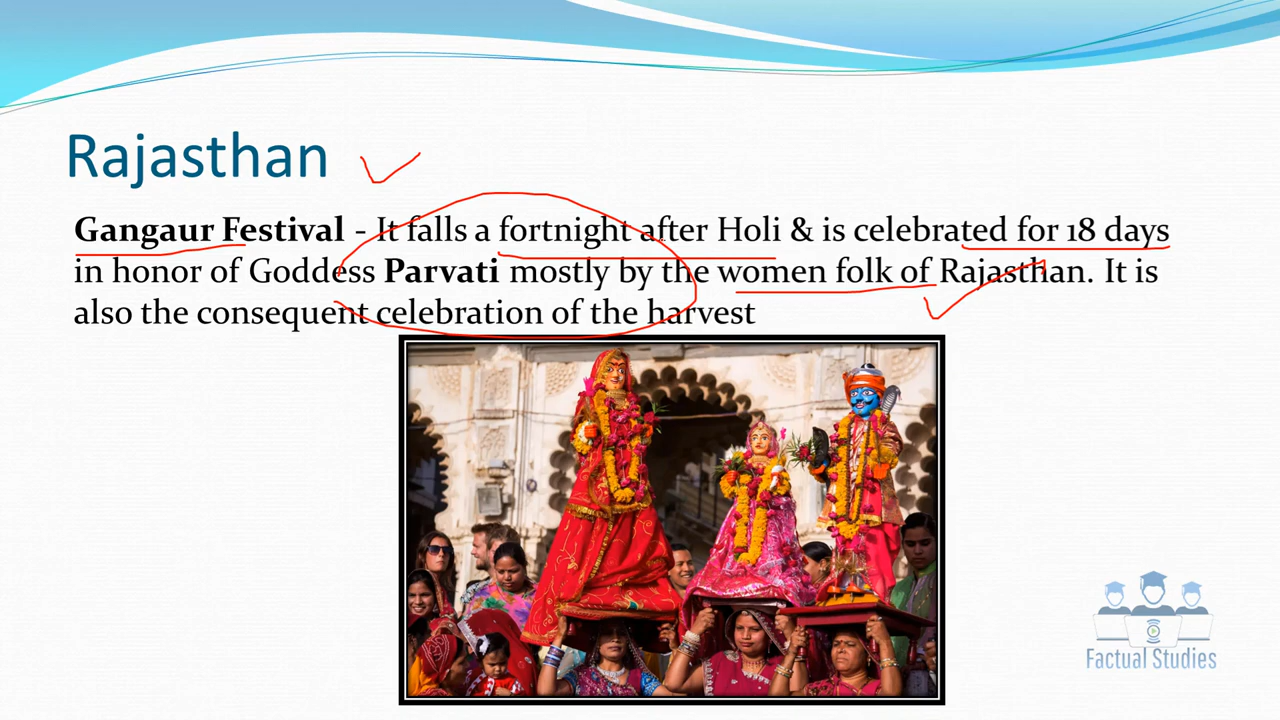 Rajasthan
Gangaur Festival - It falls a fortnight after Holi & is celebrated for 18 days
in honor of Goddess Parvati mostly by the women folk of Rajasthan. It is
also the consequent celebration of the harvest
Factual Studies